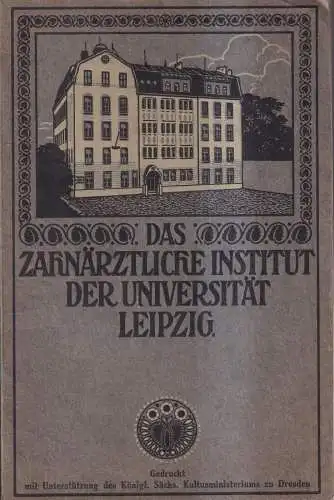 DAS
ZAHNÄRZTLICHE INSTITUT
DER UNIVERSITÄT
LEIPZIG.
Gedruckt
mit Unterstützung des Königl. Sächs. Kultusministeriums zu Dresden